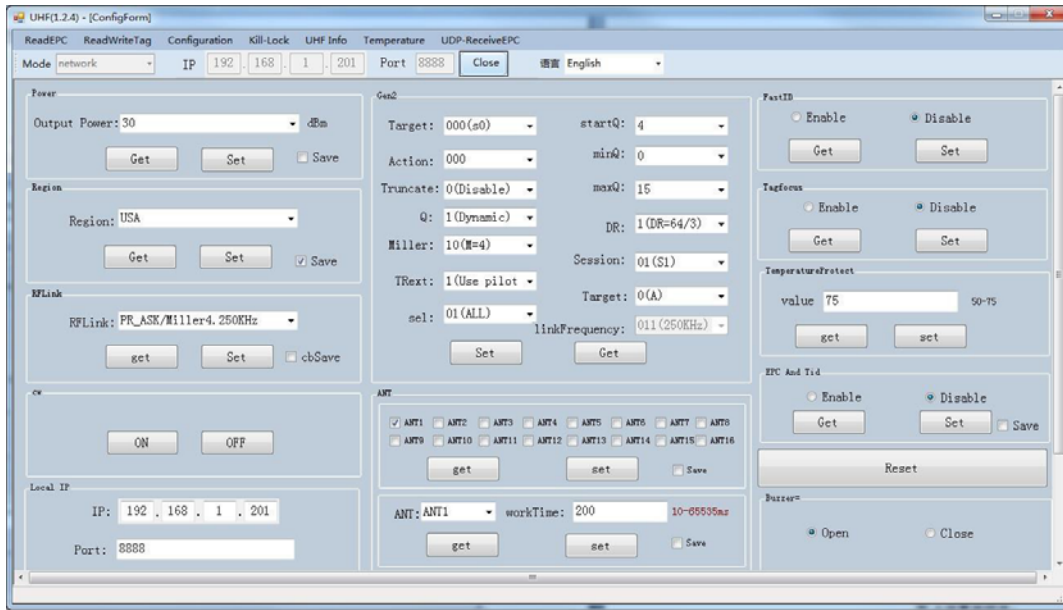 UHF(1.2.4) - [ConfigForm]
ReadEPC ReadWriteTag Configuration Kill-Lock UHF Info Temperature UDP-ReceiveEPC
Mode network IP 192 . 168 . 1 . 201 Port 8888 Close 语言 English
Power
Output Power: 30 dBm
Get Set Save
Region
Region: USA
Get Set Save
RFLink
RFLink: PR_ASK/Miller4.250KHz
get Set cbSave
cw
ON OFF
Local IP
IP: 192 . 168 . 1 . 201
Port: 8888
Gen2
Target: 000(s0) startQ: 4
Action: 000 minQ: 0
Truncate: 0(Disable) maxQ: 15
Q: 1(Dynamic) DR: 1(DR=64/3)
Miller: 10(M=4) Session: 01(S1)
TRext: 1(Use pilot Target: 0(A)
sel: 01(ALL) linkFrequency: 011(250KHz)
Set Get
ANT
ANT1 ANT2 ANT3 ANT4 ANT5 ANT6 ANT7 ANT8
ANT9 ANT10 ANT11 ANT12 ANT13 ANT14 ANT15 ANT16
get set Save
ANT: ANT1 workTime: 200 10-65535ms
get set Save
FastID
Enable Disable
Get Set
Tagfocus
Enable Disable
Get Set
TemperatureProtect
value 75 50-75
get set
EPC And Tid
Enable Disable
Get Set Save
Reset
Buzzer=
Open Close